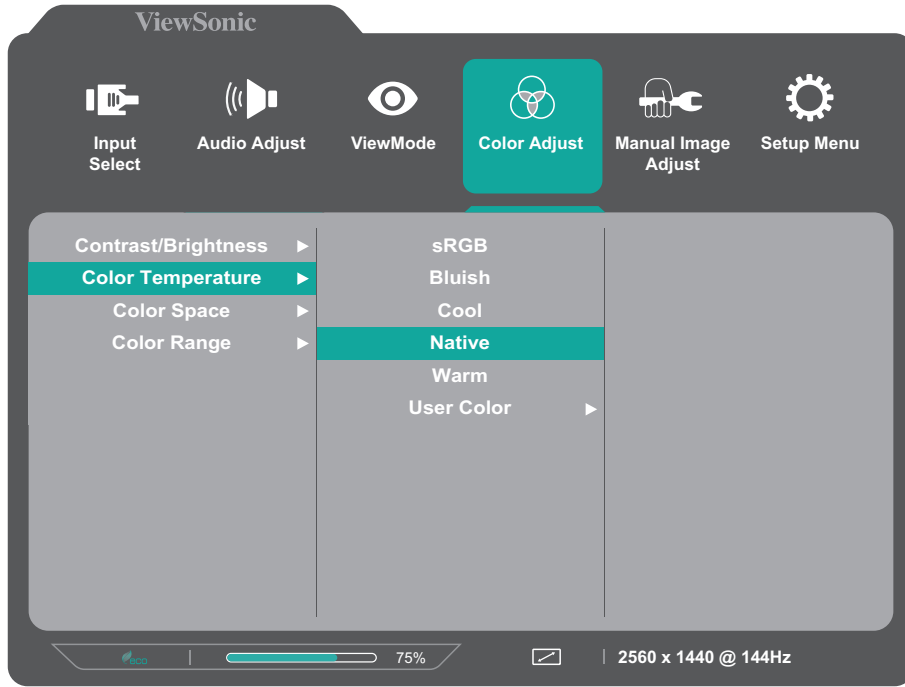 ViewSonic
Input
Select
Audio Adjust
ViewMode
Color Adjust
Manual Image
Adjust
Setup Menu
Contrast/Brightness
Color Temperature
Color Space
Color Range
sRGB
Bluish
Cool
Native
Warm
User Color
eco
75%
2560 x 1440 @ 144Hz